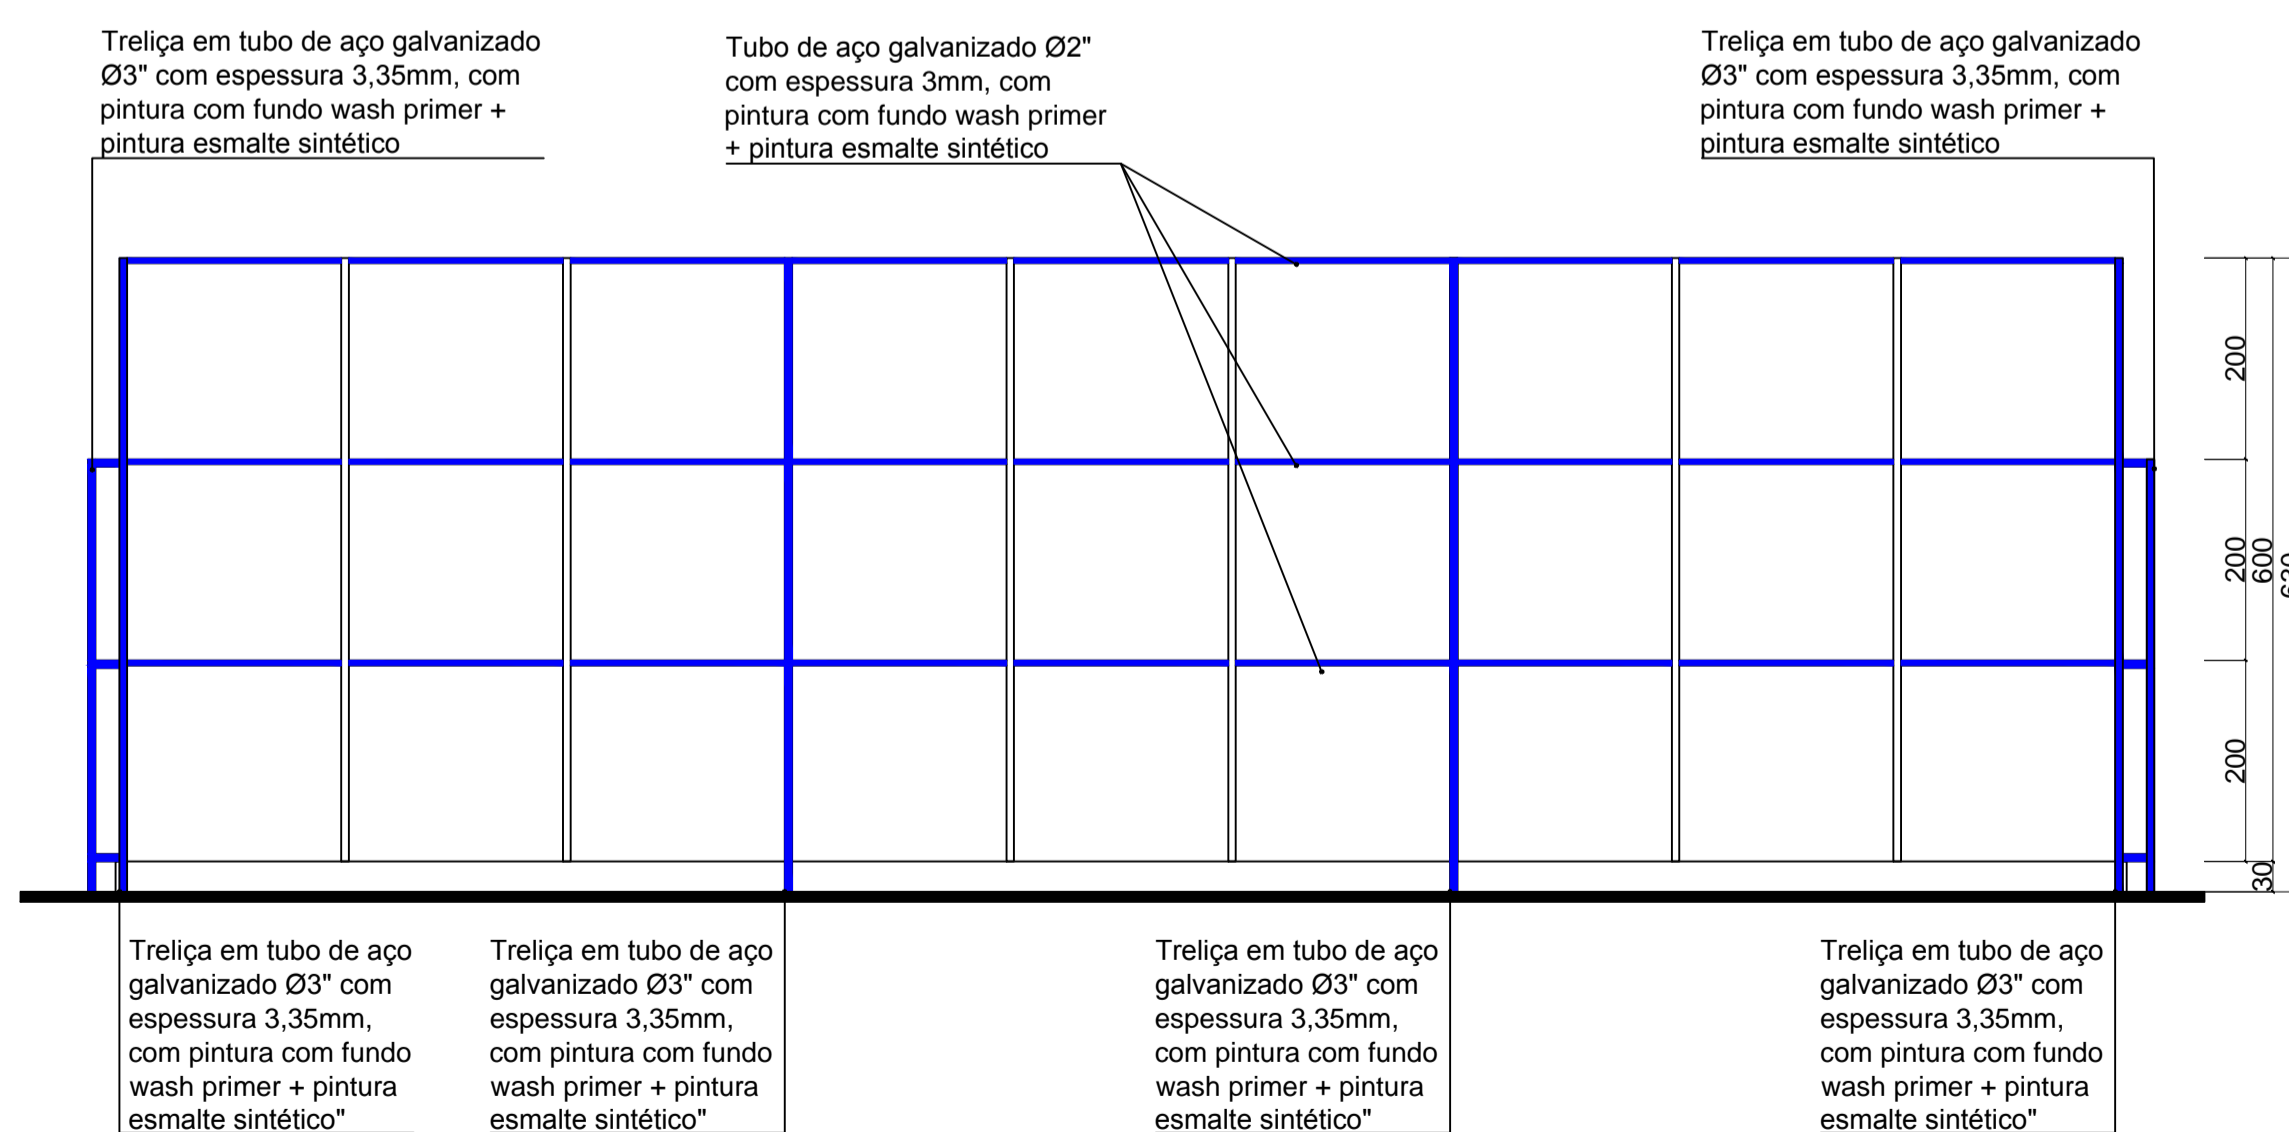 Treliça em tubo de aço galvanizado
Ø3" com espessura 3,35mm, com
pintura com fundo wash primer +
pintura esmalte sintético
Tubo de aço galvanizado Ø2"
com espessura 3mm, com
pintura com fundo wash primer
+ pintura esmalte sintético
Treliça em tubo de aço galvanizado
Ø3" com espessura 3,35mm, com
pintura com fundo wash primer +
pintura esmalte sintético
200
200
600
200
30
Treliça em tubo de aço
galvanizado Ø3" com
espessura 3,35mm,
com pintura com fundo
wash primer + pintura
esmalte sintético"
Treliça em tubo de aço
galvanizado Ø3" com
espessura 3,35mm,
com pintura com fundo
wash primer + pintura
esmalte sintético"
Treliça em tubo de aço
galvanizado Ø3" com
espessura 3,35mm,
com pintura com fundo
wash primer + pintura
esmalte sintético"
Treliça em tubo de aço
galvanizado Ø3" com
espessura 3,35mm,
com pintura com fundo
wash primer + pintura
esmalte sintético"